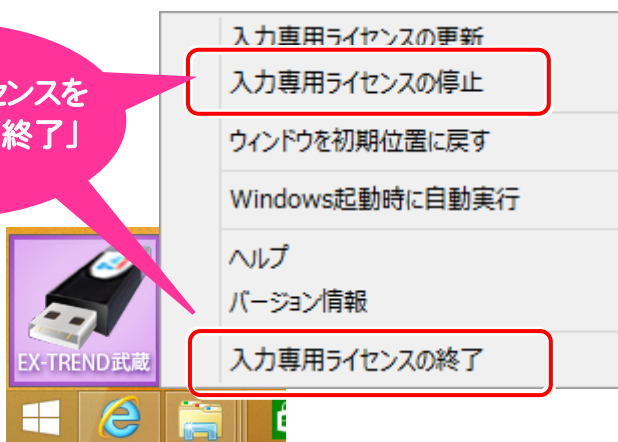 入力専用ライセンスの更新
入力専用ライセンスの停止
センスを
終了」
ウィンドウを初期位置に戻す
Windows起動時に自動実行
ヘルプ
バージョン情報
入力専用ライセンスの終了
EX-TREND武蔵